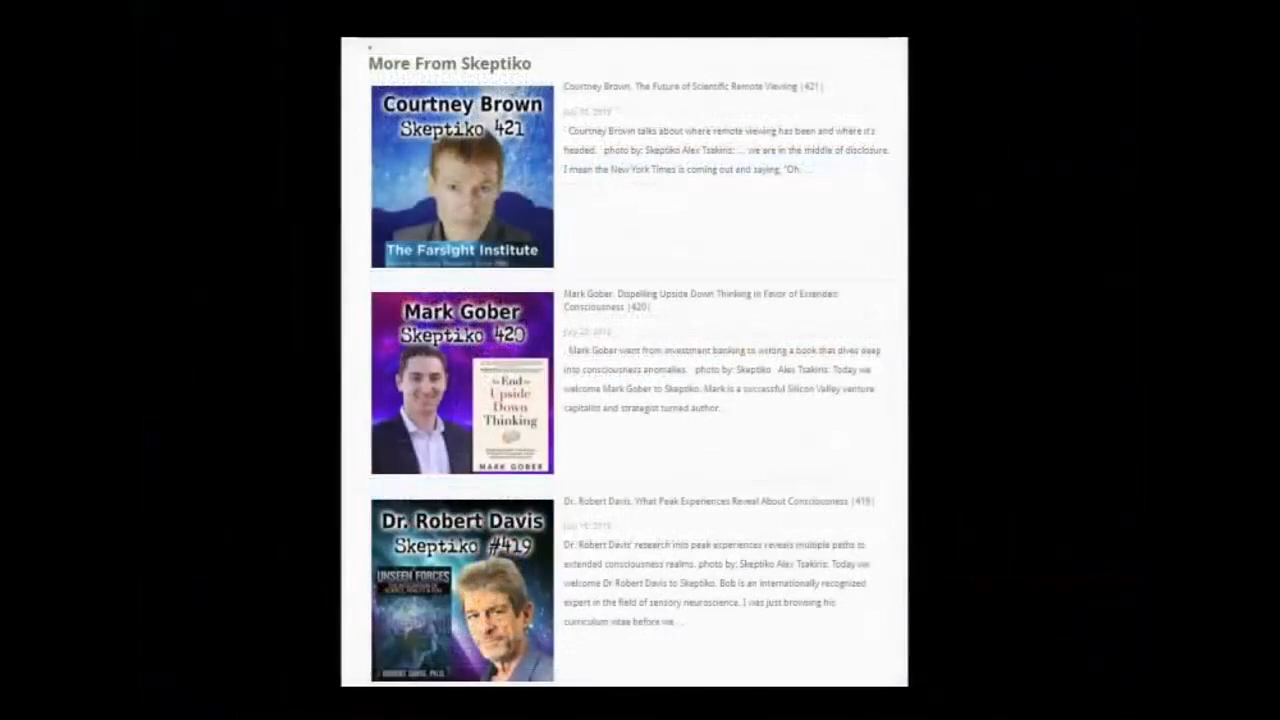 More From Skeptiko
Courtney Brown
Skeptiko 421
The Farsight Institute
Courtney Brown, The Future of Scientific Remote Viewing |421|
Courtney Brown talks about where remote viewing has been and where it's
headed. photo by: Skeptiko Alex Tsakiris: ... we are in the middle of disclosure.
I mean the New York Times is coming out and saying, "Oh, ...
Mark Gober
Skeptiko 420
An End to
Upside
Down
Thinking
MARK GOBER
Mark Gober, Dispelling Upside Down Thinking in Favor of Extended
Consciousness |420|
Mark Gober went from investment banking to writing a book that dives deep
into consciousness anomalies. photo by: Skeptiko Alex Tsakiris: Today we
welcome Mark Gober to Skeptiko. Mark is a successful Silicon Valley venture
capitalist and strategist turned author.
Dr. Robert Davis
Skeptiko #419
UNSEEN FORCES
Dr. Robert Davis, What Peak Experiences Reveal About Consciousness |419|
Dr. Robert Davis' research into peak experiences reveals multiple paths to
extended consciousness realms. photo by: Skeptiko Alex Tsakiris: Today we
welcome Dr Robert Davis to Skeptiko. Bob is an internationally recognized
expert in the field of sensory neuroscience. I was just browsing his
curriculum vitae before we ...